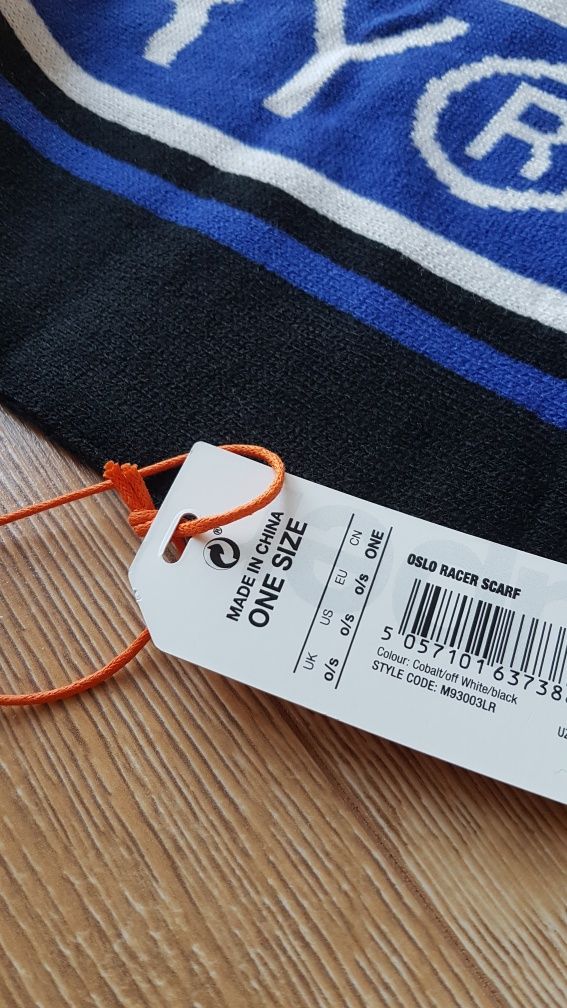 YY®
®
MADE IN CHINA
ONE SIZE
UK US EU CN
o/s o/s o/s ONE
OSLO RACER SCARF
5 057101 63738
Colour: Cobalt/off White/black
STYLE CODE: M93003LR